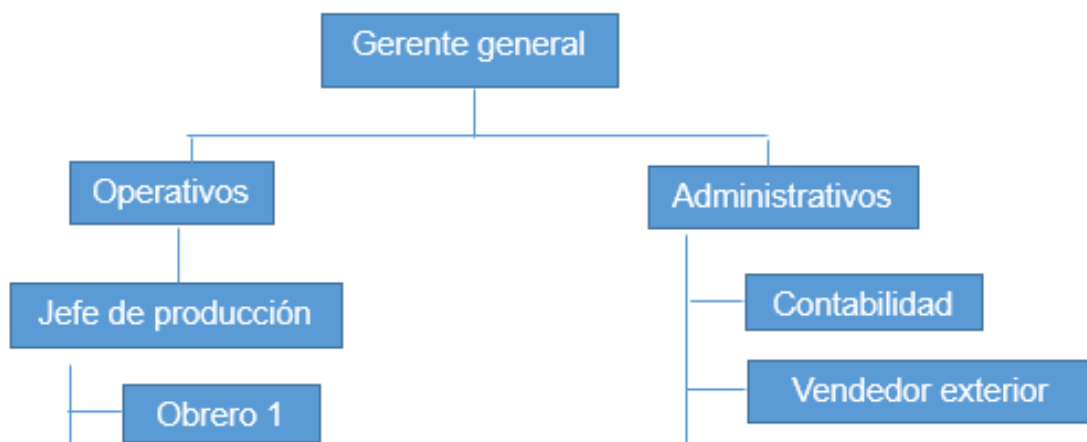 Gerente general
Operativos
Administrativos
Jefe de producción
Contabilidad
Vendedor exterior
Obrero 1